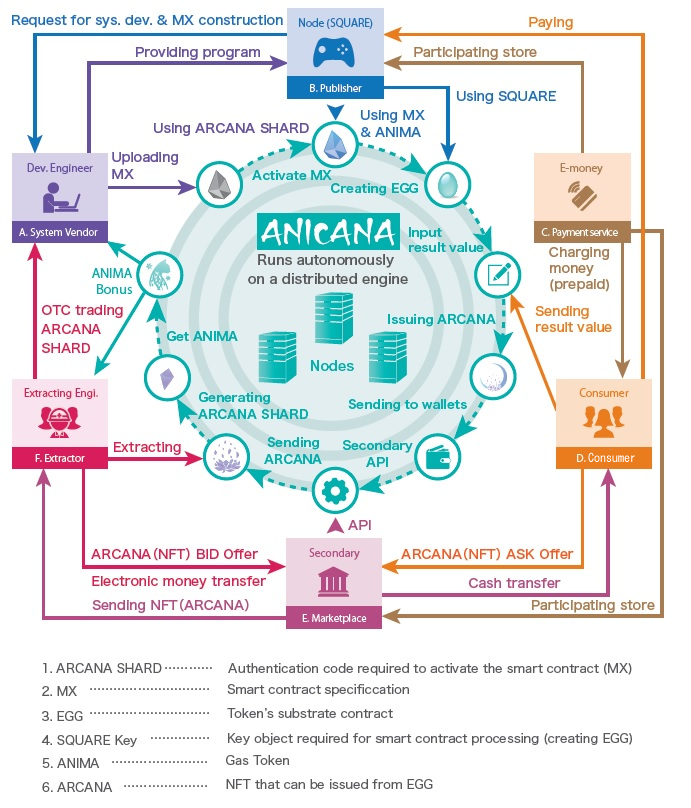 Request for sys. dev. & MX construction
Node (SQUARE)
Paying
Providing program
Participating store
B. Publisher
Using SQUARE
Using ARCANA SHARD
Using MX
& ANIMA
Dev. Engineer
Uploading
MX
Activate MX
Creating EGG
E-money
A. System Vendor
C. Paymentservice
ANICANA
Runs autonomously
on a distributed engine
Input
result value
Charging
money
(prepaid)
ANIMA
Bonus
OTC trading
ARCANA
SHARD
Issuing ARCANA
Sending
result value
Get ANIMA
Nodes
Extracting Engi.
Consumer
Generating
ARCANA SHARD
Sending to wallets
Extracting
Sending
ARCANA
Secondary
API
F. Extractor
D. Consumer
API
ARCANA(NFT) BID Offer
Secondary
ARCANA(NFT) ASK Offer
Electronic money transfer
Cash transfer
Sending NFT(ARCANA)
E. Marketplace
Participating store
1. ARCANA SHARD ············ Authentication code required to activate the smart contract (MX)
2. MX ······························ Smart contract specificcation
3. EGG ······························ Token's substrate contract
4. SQUARE Key ·················· Key object required for smart contract processing (creating EGG)
5. ANIMA ························ Gas Token
6. ARCANA ······················ NFT that can be issued from EGG